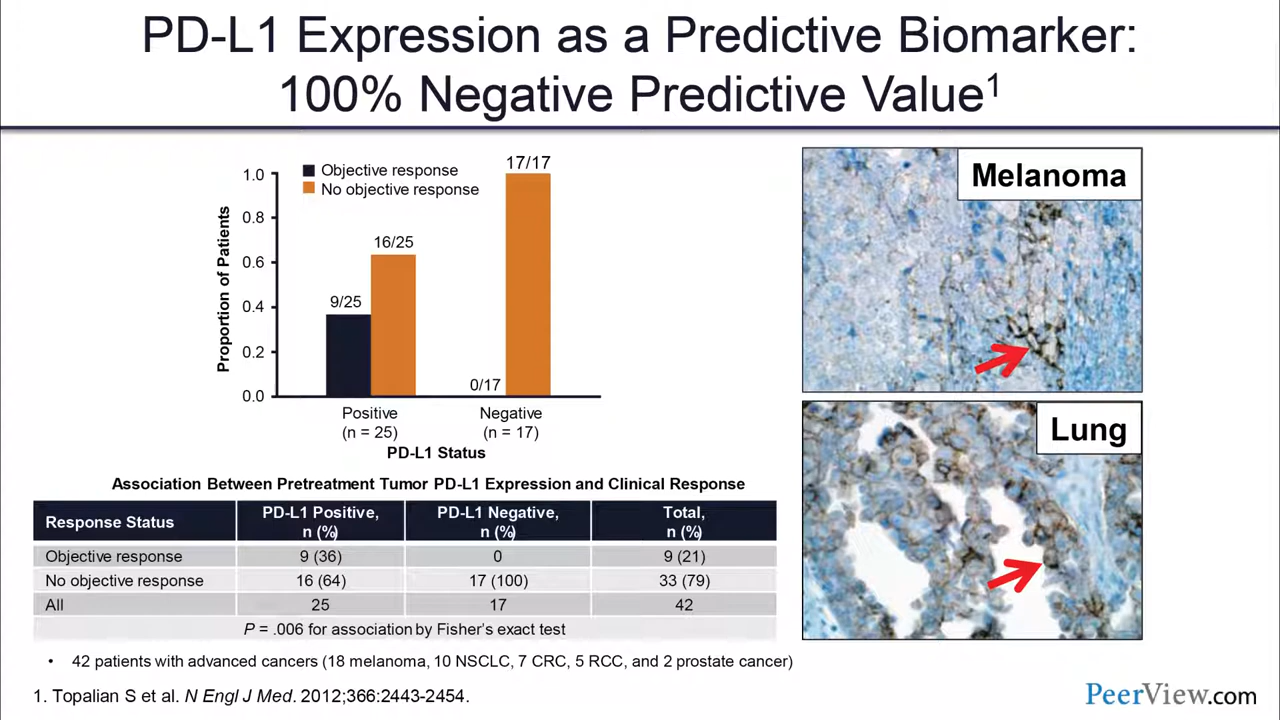 PD-L1 Expression as a Predictive Biomarker:
100% Negative Predictive Value1
Objective response
No objective response
Proportion of Patients
1.0
0.8
0.6
0.4
0.2
0.0
9/25
16/25
0/17
17/17
Positive
(n = 25)
Negative
(n = 17)
PD-L1 Status
Melanoma
Lung
Association Between Pretreatment Tumor PD-L1 Expression and Clinical Response
Response Status PD-L1 Positive, n (%) PD-L1 Negative, n (%) Total, n (%)
Objective response 9 (36) 0 9 (21)
No objective response 16 (64) 17 (100) 33 (79)
All 25 17 42
P = .006 for association by Fisher's exact test
• 42 patients with advanced cancers (18 melanoma, 10 NSCLC, 7 CRC, 5 RCC, and 2 prostate cancer)
1. Topalian S et al. N Engl J Med. 2012;366:2443-2454.
PeerView.com